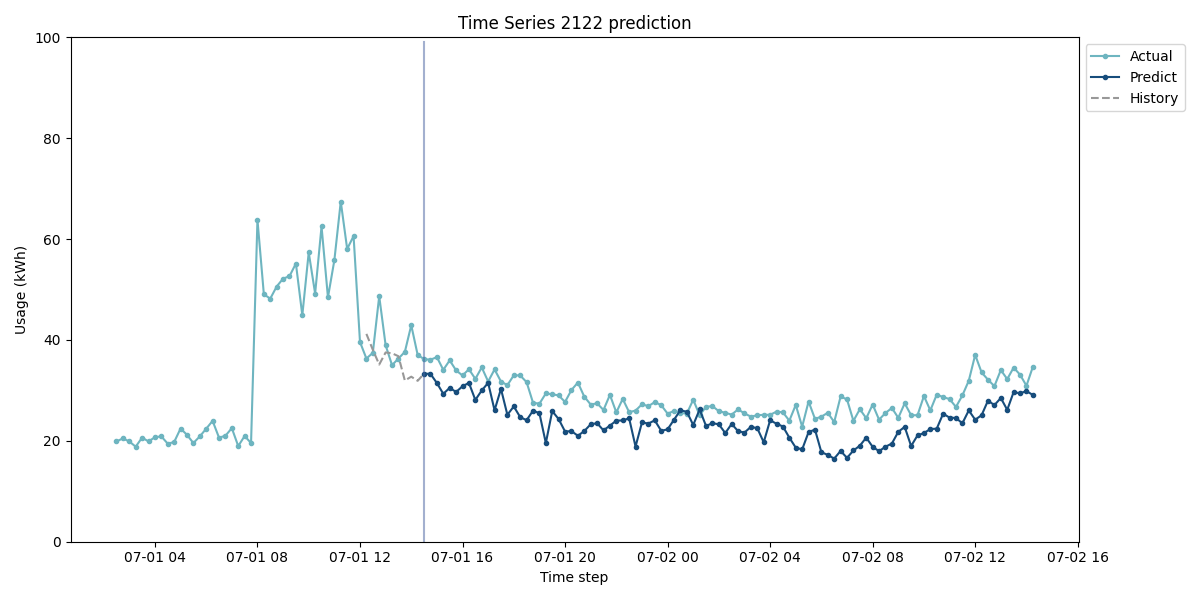 Time Series 2122 prediction
Usage (kWh)
100
80
60
40
20
0
07-01 04 07-01 08 07-01 12 07-01 16 07-01 20 07-02 00 07-02 04 07-02 08 07-02 12 07-02 16
Time step
Actual
Predict
History